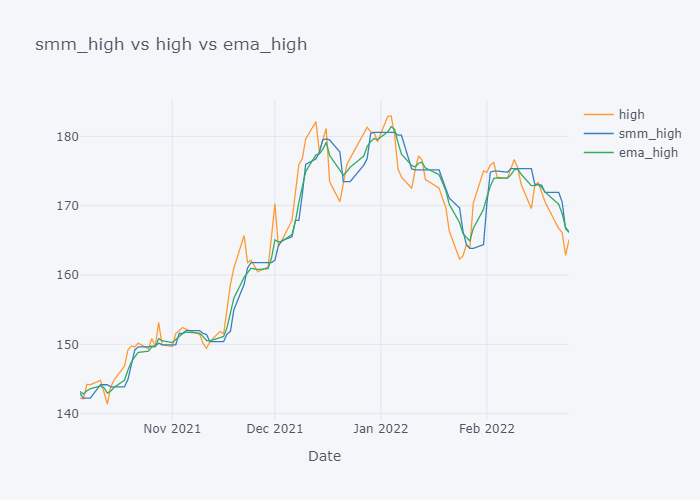 smm_high vs high vs ema_high
high
smm_high
ema_high
180
170
160
150
140
Nov 2021
Dec 2021
Jan 2022
Feb 2022
Date